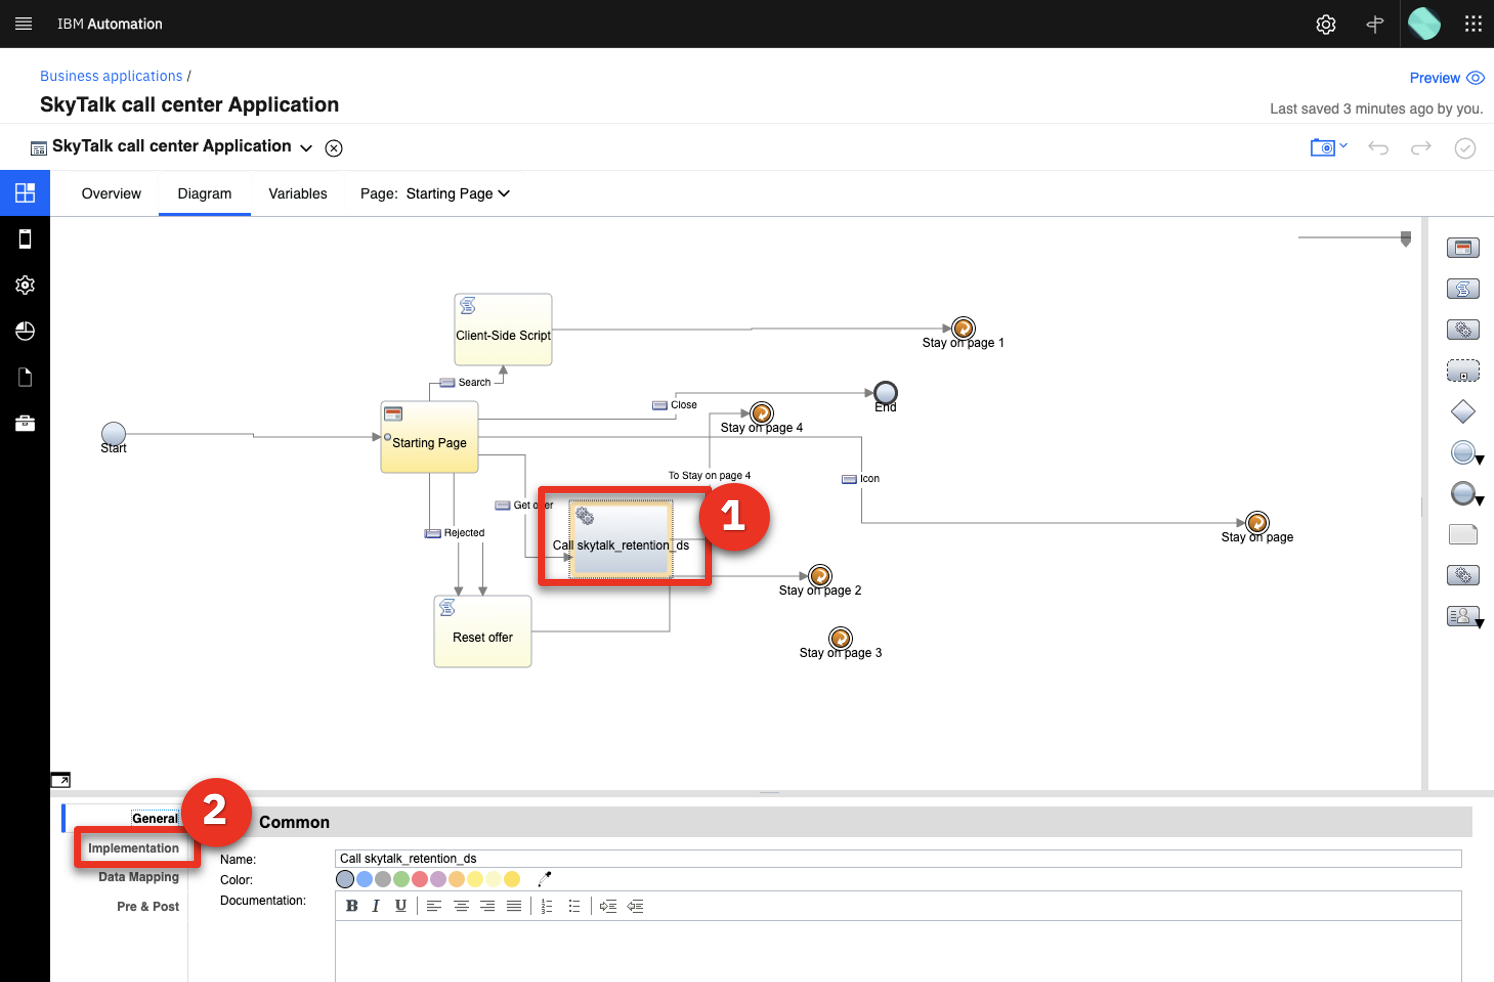 IBM Automation
Business applications /
Preview
SkyTalk call center Application
Last saved 3 minutes ago by you.
SkyTalk call center Application
Overview
Diagram
Variables
Page: Starting Page
Client-Side Script
Stay on page 1
Search
Close
End
Start
Starting Page
Stay on page 4
To Stay on page 4
Icon
Get offer
1
Rejected
Call skytalk_retention_ds
Stay on page
Stay on page 2
Reset offer
Stay on page 3
General
2
Common
Implementation
Name:
Call skytalk_retention_ds
Data Mapping
Color:
Pre & Post
Documentation:
B I U